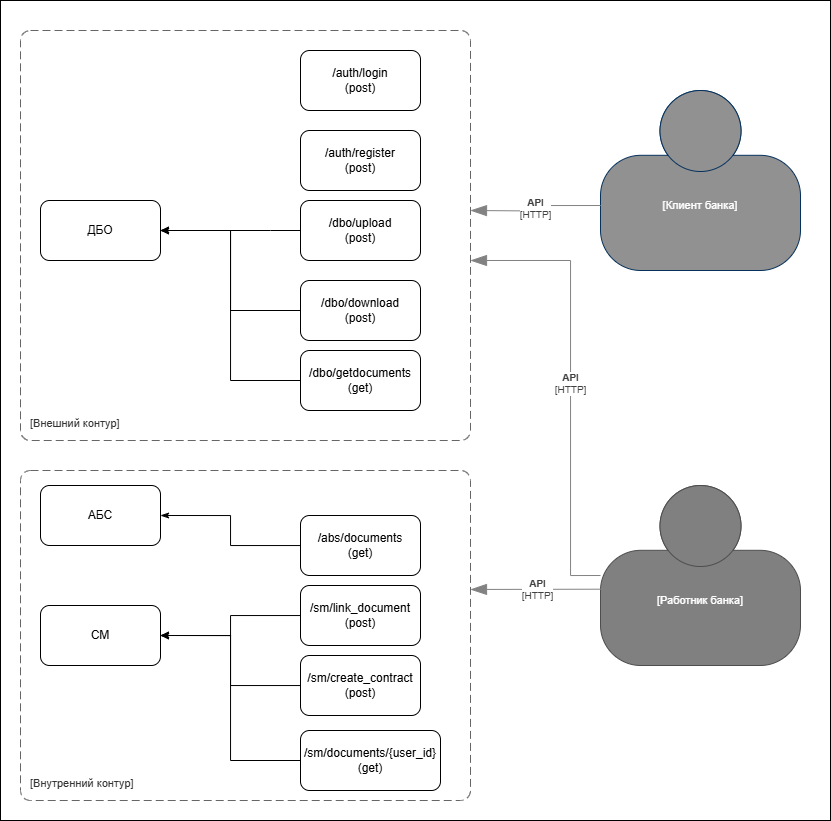 /auth/login
(post)
/auth/register
(post)
ДБО
/dbo/upload
(post)
/dbo/download
(post)
/dbo/getdocuments
(get)
[Внешний контур]
API
[HTTP]
[Клиент банка]
API
[HTTP]
АБС
/abs/documents
(get)
СМ
/sm/link_document
(post)
/sm/create_contract
(post)
/sm/documents/{user_id}
(get)
[Внутренний контур]
API
[HTTP]
[Работник банка]